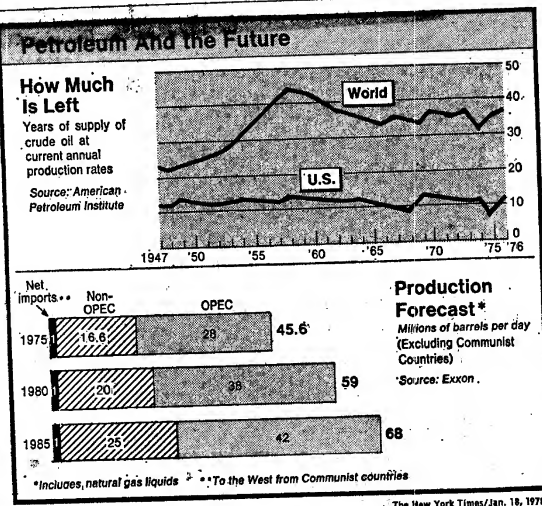 Petroleum And the Future
How Much
Is Left
Years of supply of
crude oil at
current annual
production rates
Source: American
Petroleum Institute
World
U.S.
50
40
30
20
10
0
1947 '50 '55 '60 '65 '70 '75 '76
Net
imports**
Non-
OPEC
OPEC
1975 1 16.6 28 45.6
1980 1 20 38 59
1985 1 25 42 68
Production
Forecast*
Millions of barrels per day
(Excluding Communist
Countries)
Source: Exxon
*Includes natural gas liquids **To the West from Communist countries
The New York Times/Jan. 18,